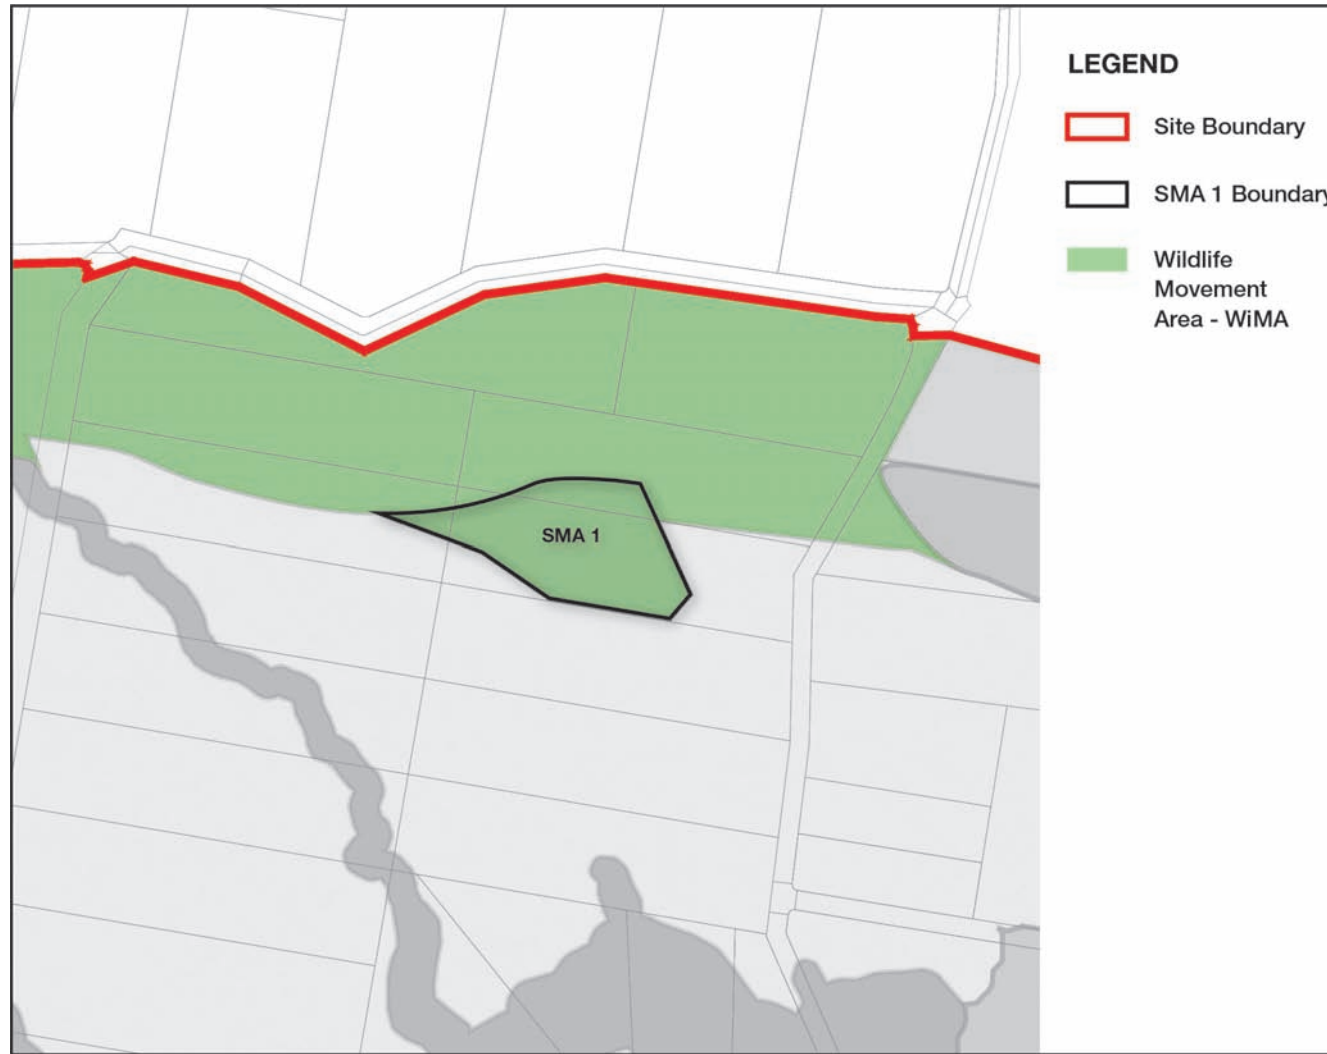 LEGEND
Site Boundary
SMA 1 Boundary
Wildlife
Movement
Area - WiMA
SMA 1